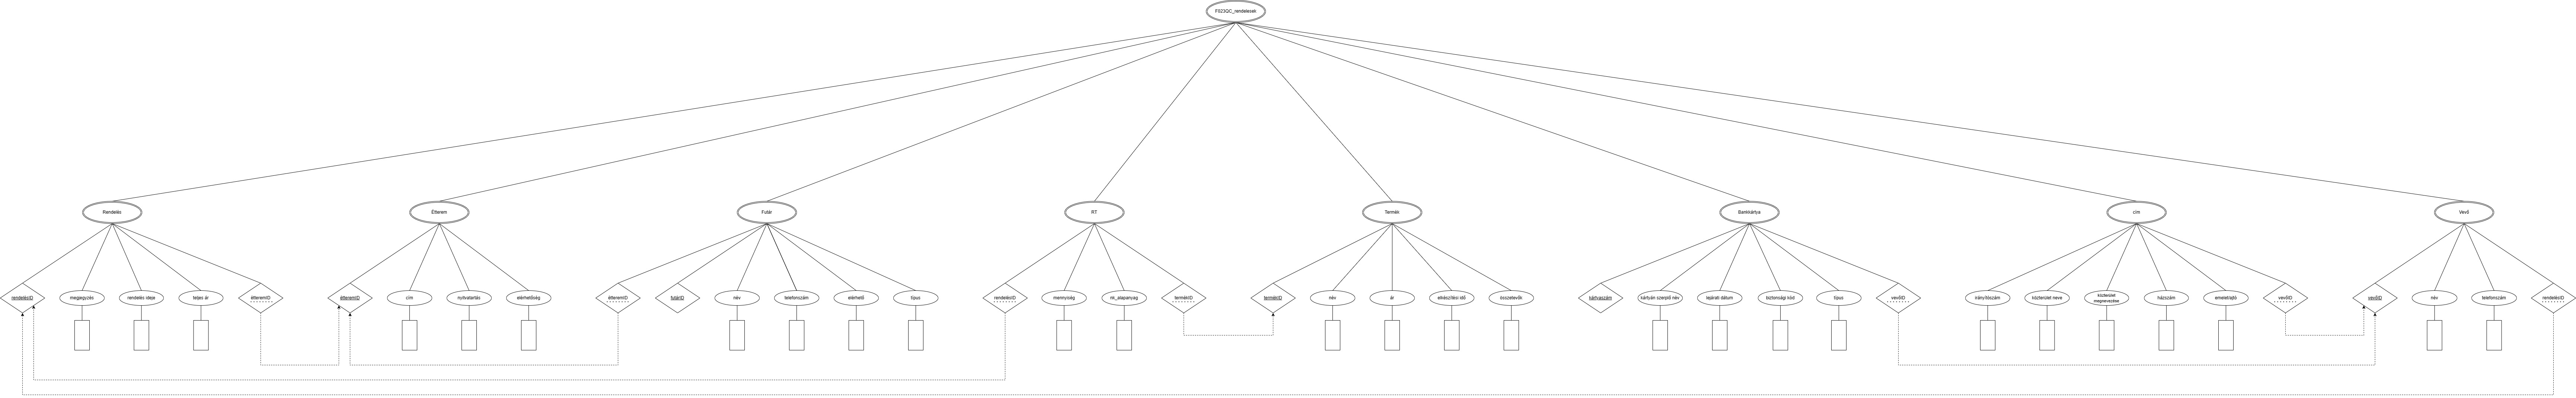 F023QC_rendelesek
Rendelés
Étterem
Futár
RT
Termék
Bankkártya
cím
Vevő
rendelésID
megjegyzés
rendelés ideje
teljes ár
étteremID
étteremID
cím
nyitvatartás
elérhetőség
étteremID
futárID
név
telefonszám
elérhető
típus
rendelésID
mennyiség
mi_alapanyag
termékID
termékID
név
ár
elkészítési idő
összetevők
kártyaszám
kártyán szereplő név
lejárati dátum
biztonsági kód
típus
vevőID
irányítószám
közterület neve
közterület
megnevezése
házszám
emelet/ajtó
vevőID
vevőID
név
telefonszám
rendelésID